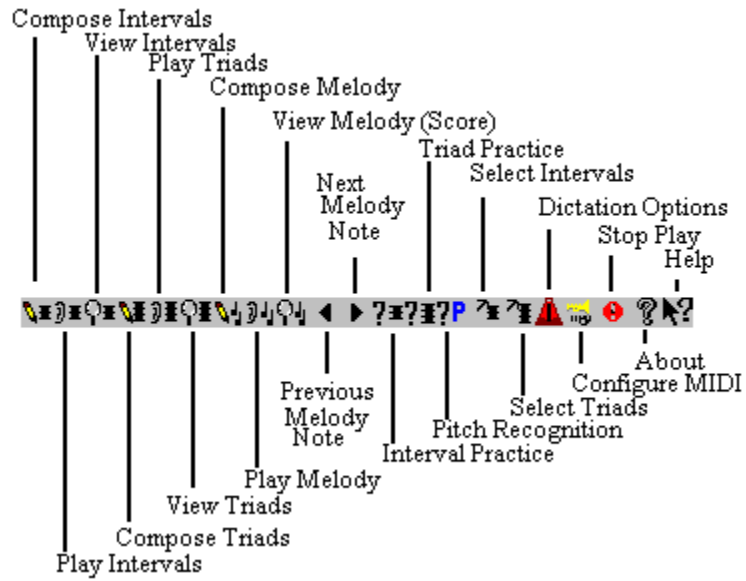 Compose Intervals
View Intervals
Play Triads
Compose Melody
View Melody (Score)
Triad Practice
Select Intervals
Next
Melody
Note
Dictation Options
Stop Play
Help
? ? ? P ? ? ? ?
About
Configure MIDI
Previous
Melody
Note
Select Triads
Pitch Recognition
Interval Practice
Play Melody
View Triads
Compose Triads
Play Intervals